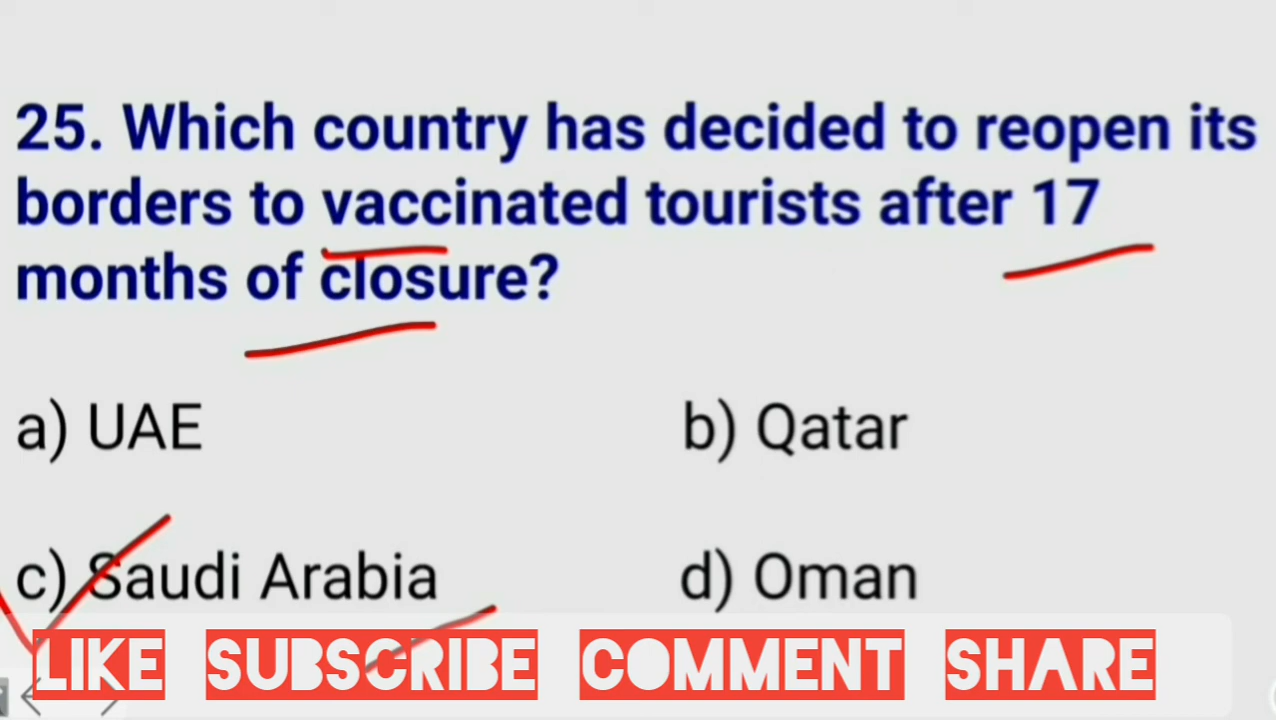 25. Which country has decided to reopen its
borders to vaccinated tourists after 17
months of closure?
a) UAE
b) Qatar
c) Saudi Arabia
d) Oman
LIKE SUBSCRIBE COMMENT SHARE